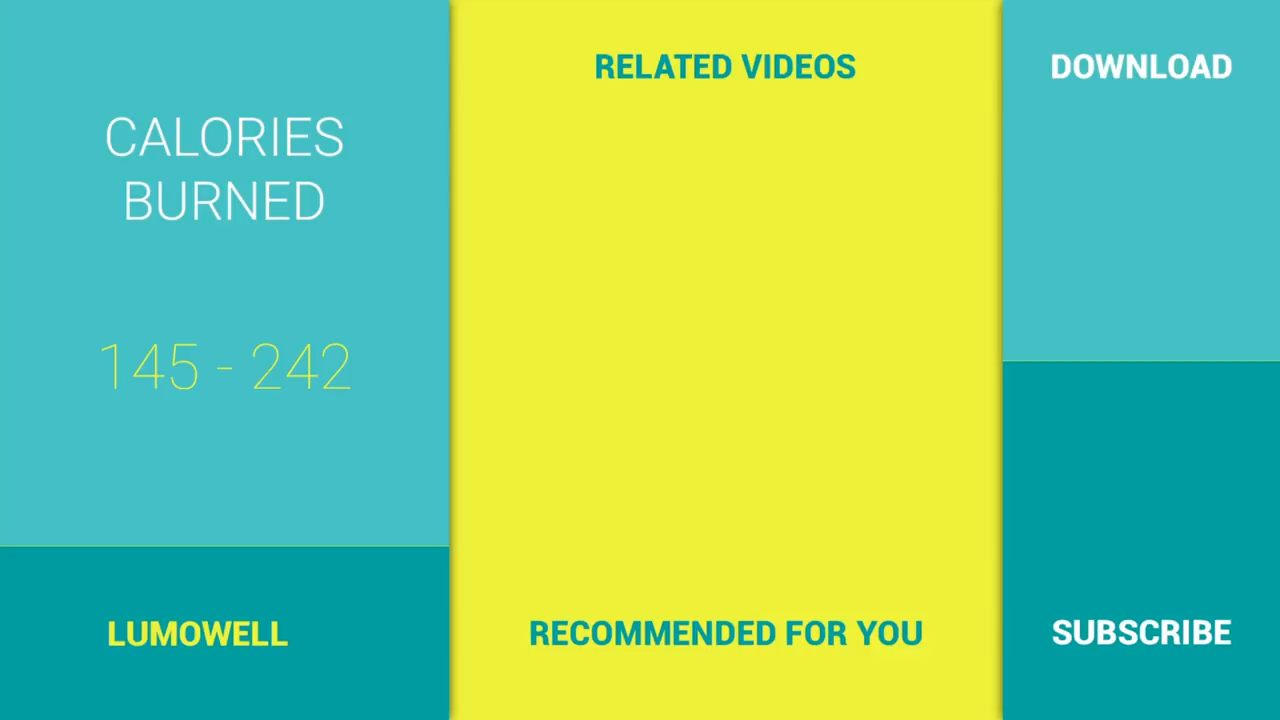 CALORIES
BURNED
145 - 242
LUMOWELL
RELATED VIDEOS
RECOMMENDED FOR YOU
DOWNLOAD
SUBSCRIBE